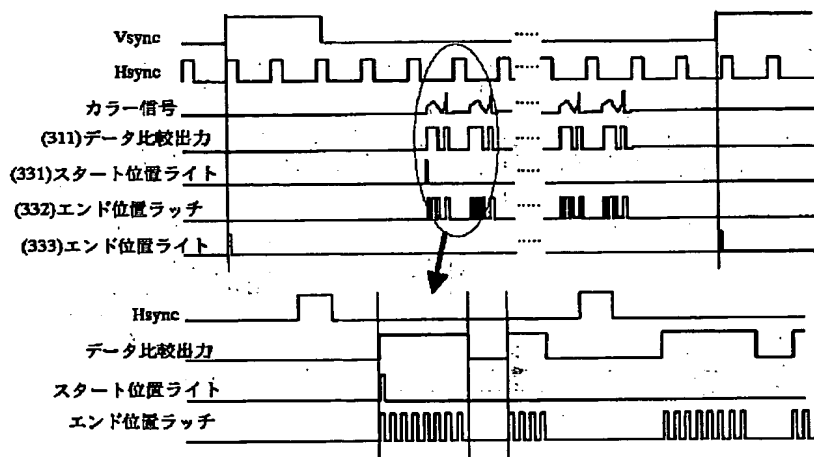 Vsync
Hsync
カラー信号
(311)データ比較出力
(331)スタート位置ライト
(332)エンド位置ラッチ
(333)エンド位置ライト
Hsync
データ比較出力
スタート位置ライト
エンド位置ラッチ